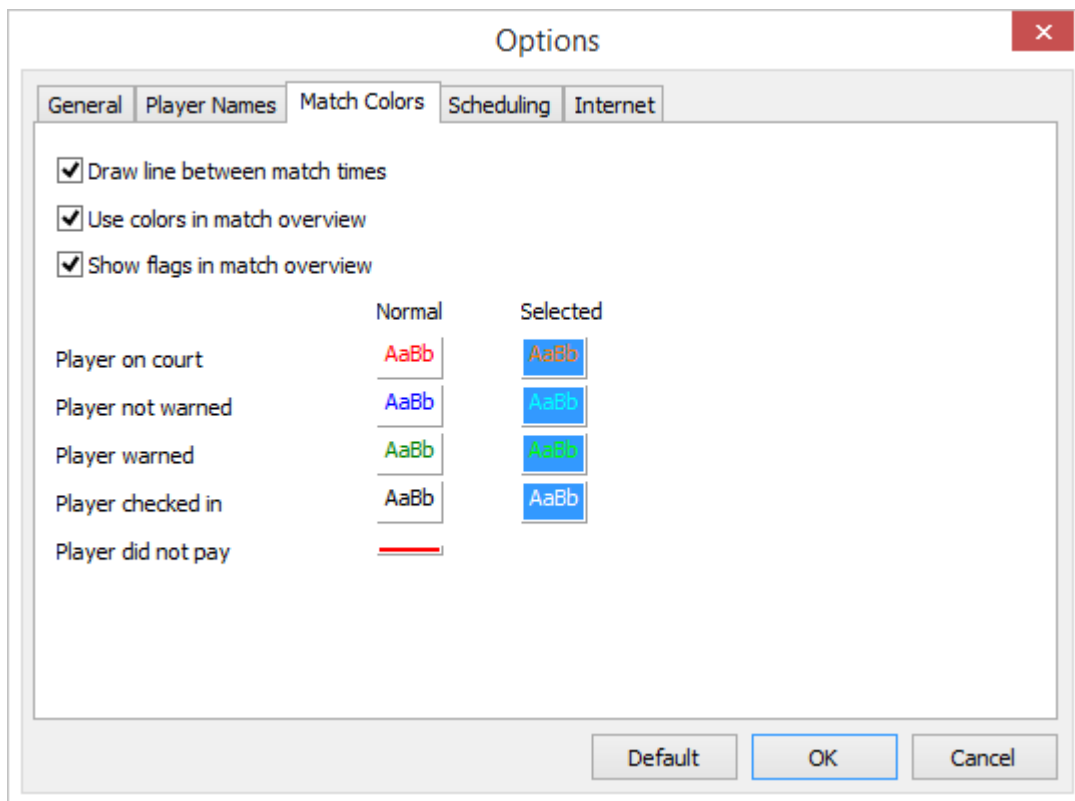 Options
General Player Names Match Colors Scheduling Internet
Draw line between match times
Use colors in match overview
Show flags in match overview
Normal Selected
Player on court AaBb AaBb
Player not warned AaBb AaBb
Player warned AaBb AaBb
Player checked in AaBb AaBb
Player did not pay
Default OK Cancel